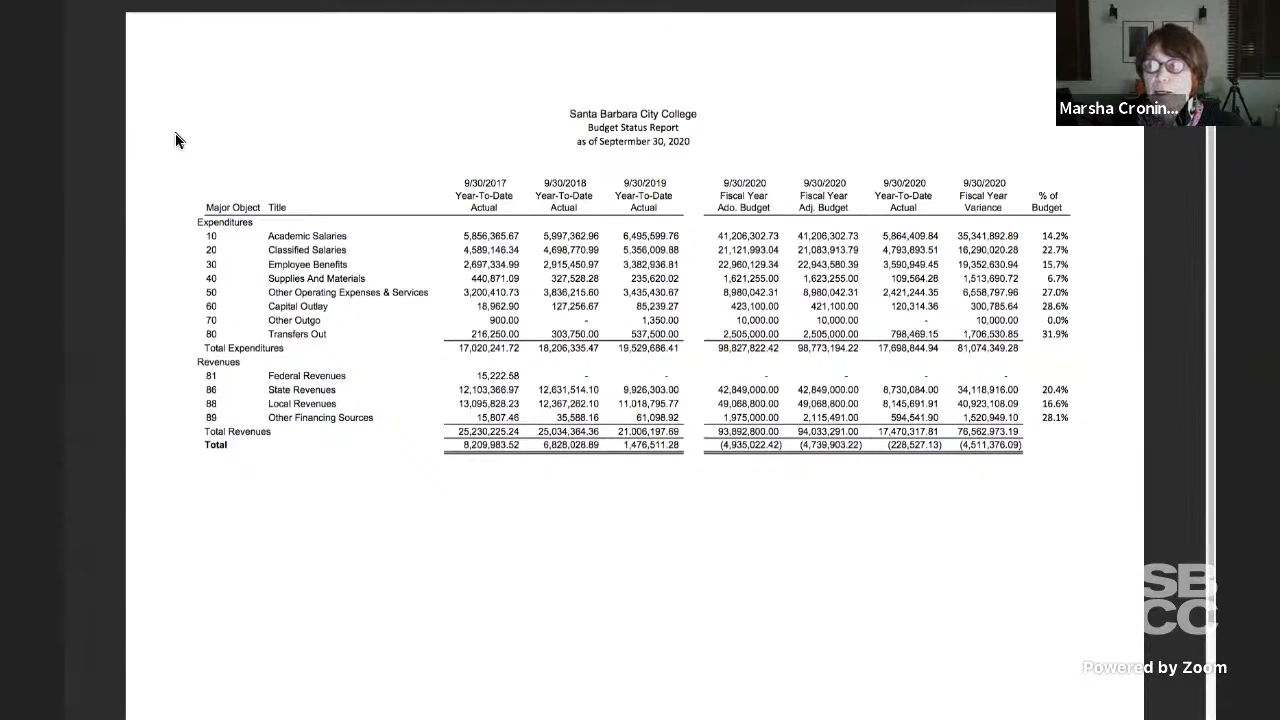 Santa Barbara City College
Budget Status Report
as of Septermber 30, 2020
9/30/2017 9/30/2018 9/30/2019 9/30/2020 9/30/2020 9/30/2020 9/30/2020
Year-To-Date Year-To-Date Year-To-Date Fiscal Year Fiscal Year Year-To-Date Fiscal Year % of
Major Object Title Actual Actual Actual Ado. Budget Adj. Budget Actual Variance Budget
Expenditures
10 Academic Salaries 5,856,365.67 5,997,362.96 6,495,599.76 41,206,302.73 41,206,302.73 5,864,409.84 35,341,892.89 14.2%
20 Classified Salaries 4,589,146.34 4,698,770.99 5,356,009.88 21,121,993.04 21,083,913.79 4,793,893.51 16,290,020.28 22.7%
30 Employee Benefits 2,697,334.99 2,915,450.97 3,382,936.81 22,960,129.34 22,943,580.39 3,590,949.45 19,352,630.94 15.7%
40 Supplies And Materials 440,871.09 327,528.28 235,620.02 1,621,255.00 1,623,255.00 109,564.28 1,513,690.72 6.7%
50 Other Operating Expenses & Services 3,200,410.73 3,836,215.60 3,435,430.67 8,980,042.31 8,980,042.31 2,421,244.35 6,558,797.96 27.0%
60 Capital Outlay 18,962.90 127,256.67 85,239.27 423,100.00 421,100.00 120,314.36 300,785.64 28.6%
70 Other Outgo 900.00 - 1,350.00 10,000.00 10,000.00 - 10,000.00 0.0%
80 Transfers Out 216,250.00 303,750.00 537,500.00 2,505,000.00 2,505,000.00 798,469.15 1,706,530.85 31.9%
Total Expenditures 17,020,241.72 18,206,335.47 19,529,686.41 98,827,822.42 98,773,194.22 17,698,844.94 81,074,349.28
Revenues
81 Federal Revenues 15,222.58 - - - - - -
86 State Revenues 12,103,366.97 12,631,514.10 9,926,303.00 42,849,000.00 42,849,000.00 8,730,084.00 34,118,916.00 20.4%
88 Local Revenues 13,095,828.23 12,367,262.10 11,018,795.77 49,068,800.00 49,068,800.00 8,145,691.91 40,923,108.09 16.6%
89 Other Financing Sources 15,807.46 35,588.16 61,098.92 1,975,000.00 2,115,491.00 594,541.90 1,520,949.10 28.1%
Total Revenues 25,230,225.24 25,034,364.36 21,006,197.69 93,892,800.00 94,033,291.00 17,470,317.81 76,562,973.19
Total 8,209,983.52 6,828,028.89 1,476,511.28 (4,935,022.42) (4,739,903.22) (228,527.13) (4,511,376.09)
Marsha Cronin...
SB
CC
Powered by Zoom